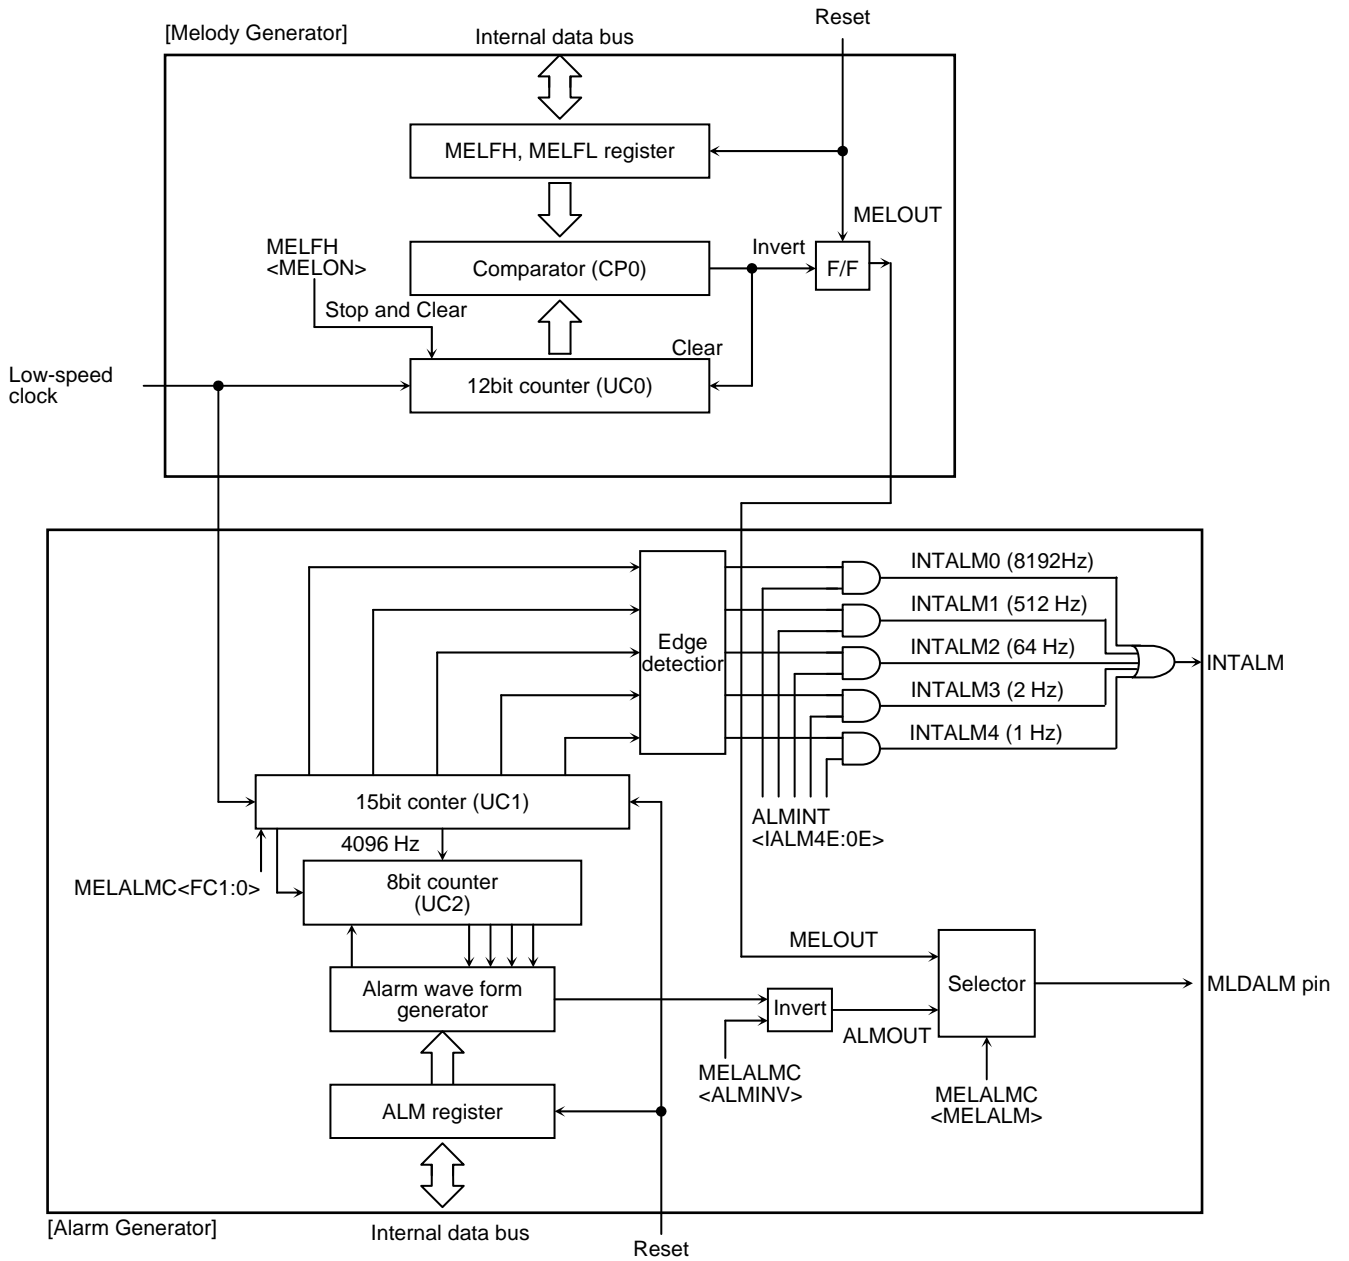 Reset
[Melody Generator]
Internal data bus
MELFH, MELFL register
MELOUT
MELFH
<MELON>
Invert
Comparator (CP0)
F/F
Stop and Clear
Clear
Low-speed
clock
12bit counter (UC0)
INTALM0 (8192Hz)
INTALM1 (512 Hz)
Edge
detection
INTALM2 (64 Hz)
INTALM
INTALM3 (2 Hz)
INTALM4 (1 Hz)
15bit conter (UC1)
ALMINT
<IALM4E:0E>
4096 Hz
MELALMC<FC1:0>
8bit counter
(UC2)
MELOUT
Selector
MLDALM pin
Alarm wave form
generator
Invert
ALMOUT
MELALMC
<ALMINV>
MELALMC
<MELALM>
ALM register
[Alarm Generator]
Internal data bus
Reset